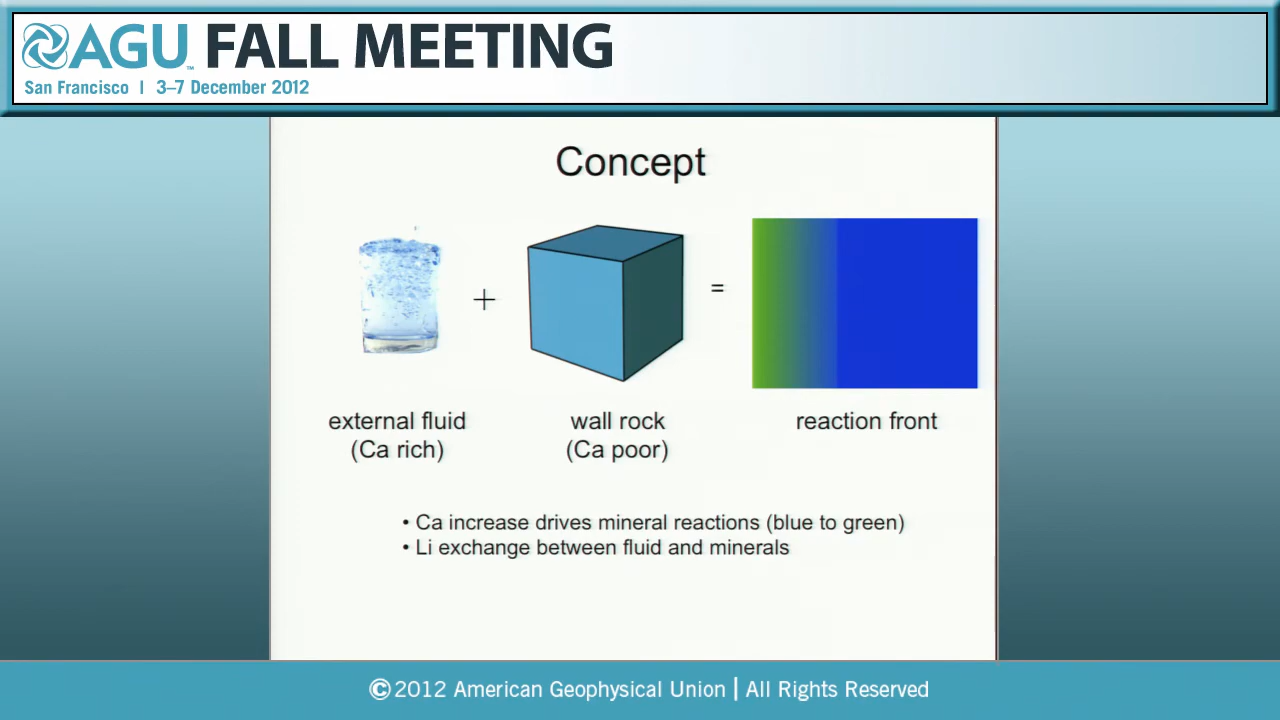 AGU™ FALL MEETING
San Francisco | 3–7 December 2012
Concept
+
=
external fluid
(Ca rich)
wall rock
(Ca poor)
reaction front
• Ca increase drives mineral reactions (blue to green)
• Li exchange between fluid and minerals
© 2012 American Geophysical Union | All Rights Reserved